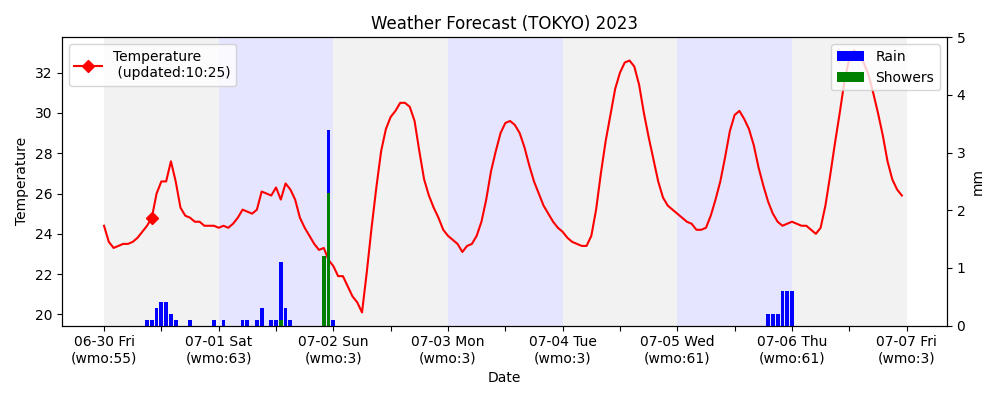 Weather Forecast (TOKYO) 2023
Temperature
(updated:10:25)
Rain
Showers
Temperature
32
30
28
26
24
22
20
5
4
3
2
1
0
mm
06-30 Fri
(wmo:55)
07-01 Sat
(wmo:63)
07-02 Sun
(wmo:3)
07-03 Mon
(wmo:3)
07-04 Tue
(wmo:3)
07-05 Wed
(wmo:61)
07-06 Thu
(wmo:61)
07-07 Fri
(wmo:3)
Date